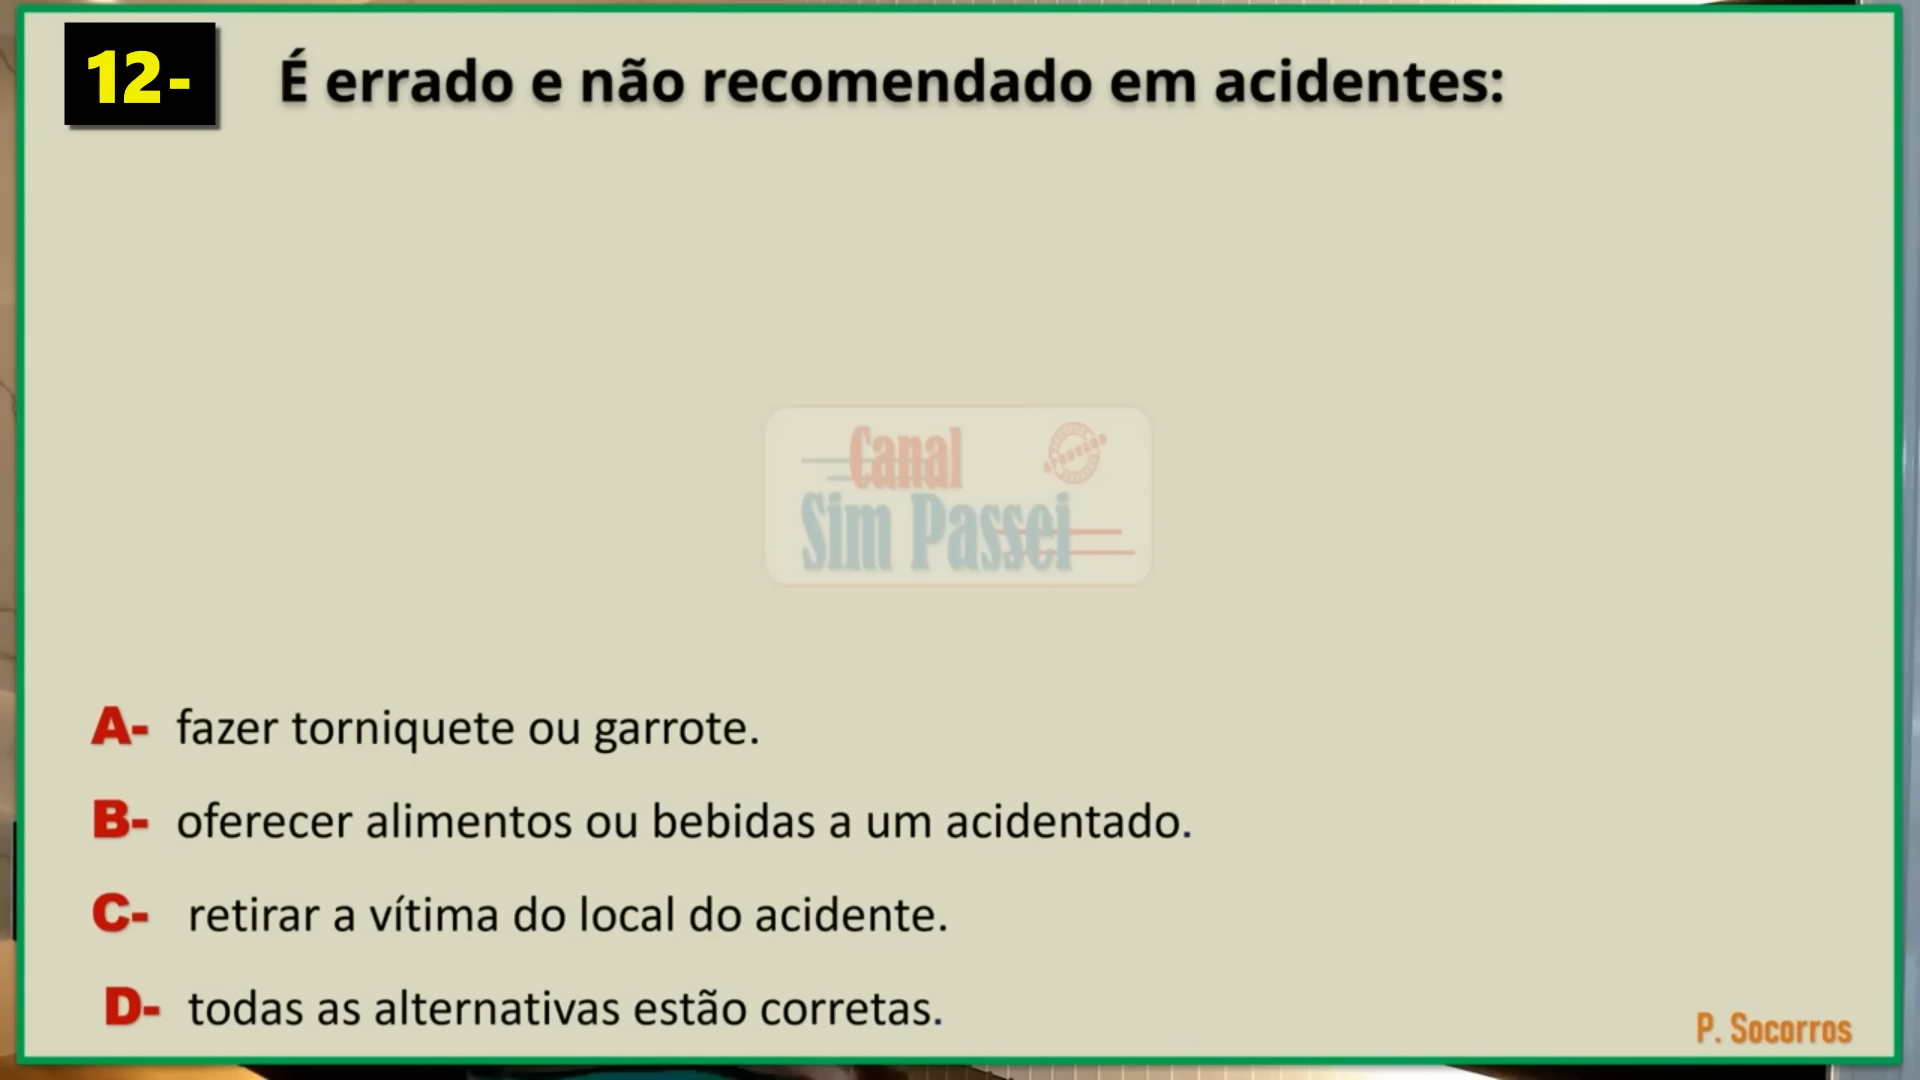 12- É errado e não recomendado em acidentes:
Canal
APROVADO
Sim Passei
A- fazer torniquete ou garrote.
B- oferecer alimentos ou bebidas a um acidentado.
C- retirar a vítima do local do acidente.
D- todas as alternativas estão corretas.
P. Socorros